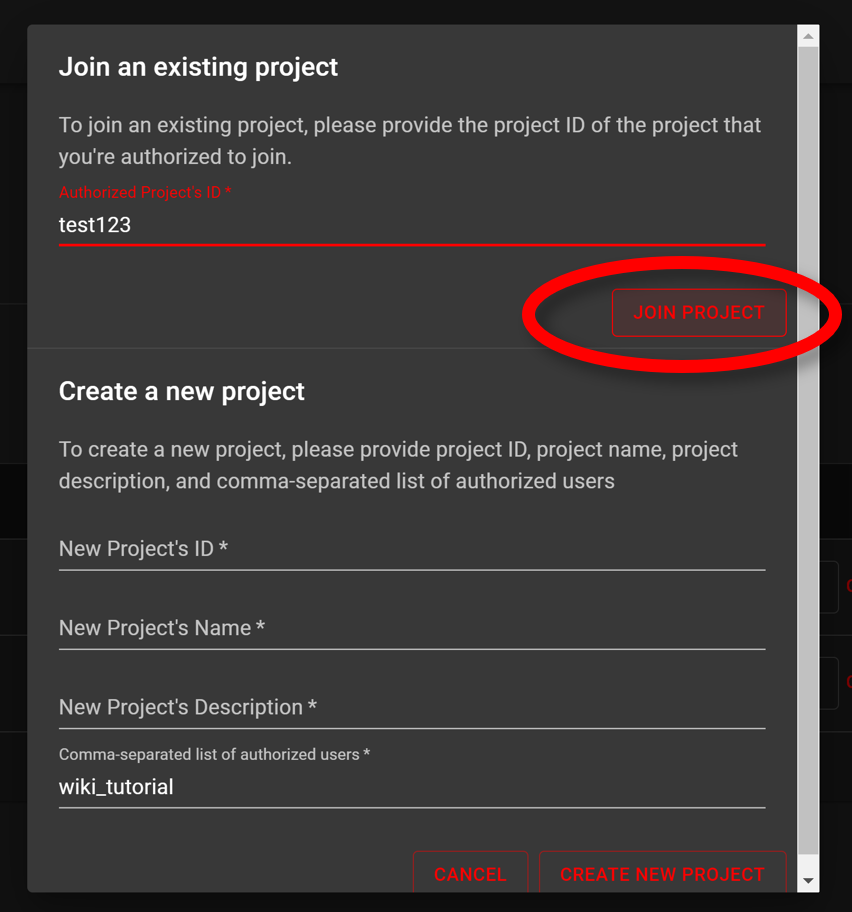 Join an existing project
To join an existing project, please provide the project ID of the project that
you're authorized to join.
Authorized Project's ID *
test123
JOIN PROJECT
Create a new project
To create a new project, please provide project ID, project name, project
description, and comma-separated list of authorized users
New Project's ID *
New Project's Name *
New Project's Description *
Comma-separated list of authorized users *
wiki_tutorial
CANCEL CREATE NEW PROJECT